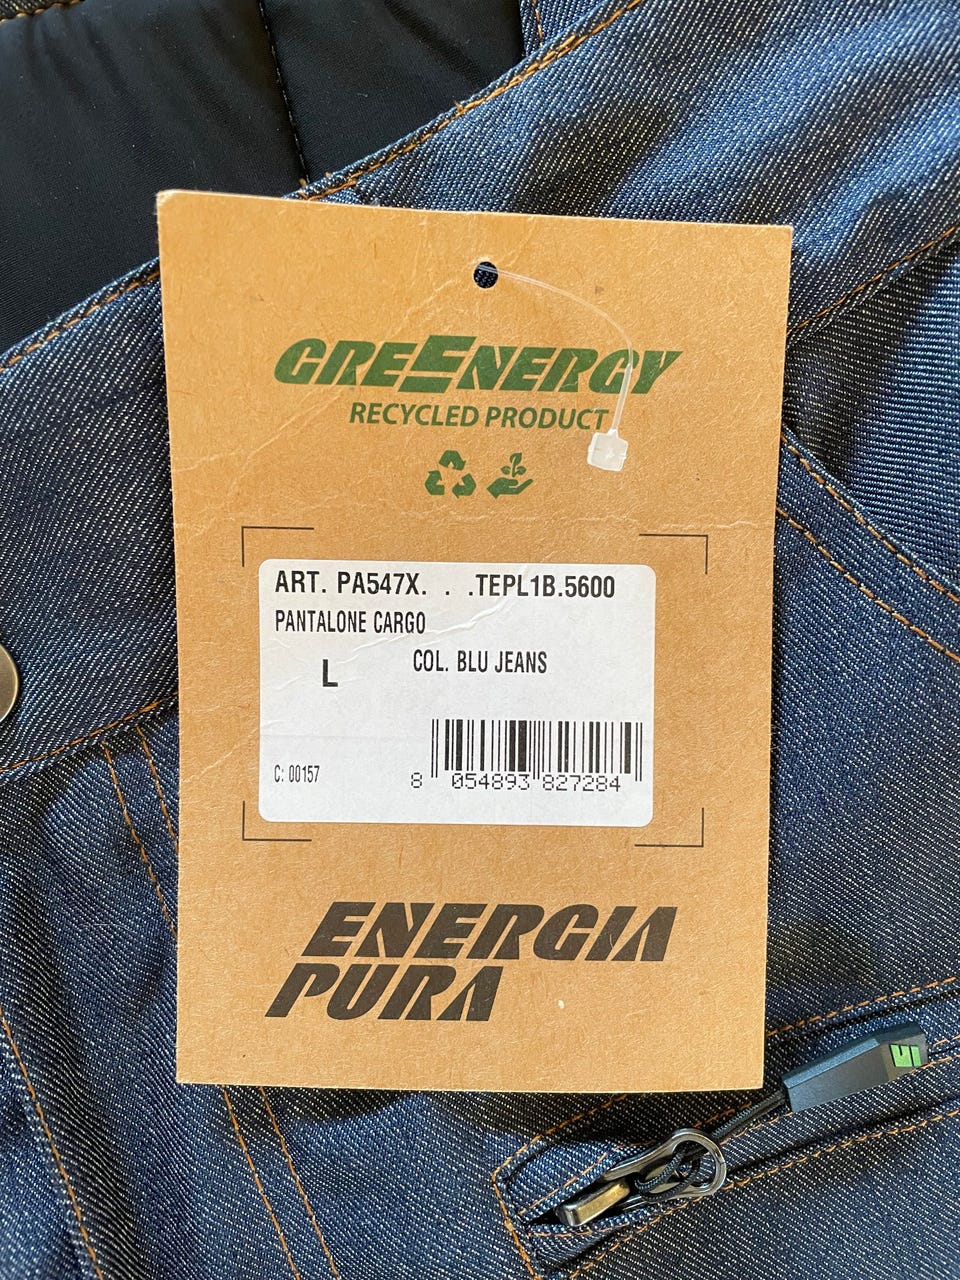 GREENERGY
RECYCLED PRODUCT
ART. PA547X. . .TEPL1B.5600
PANTALONE CARGO
L COL. BLU JEANS
C: 00157
8 054893 827284
ENERGIA
PURA